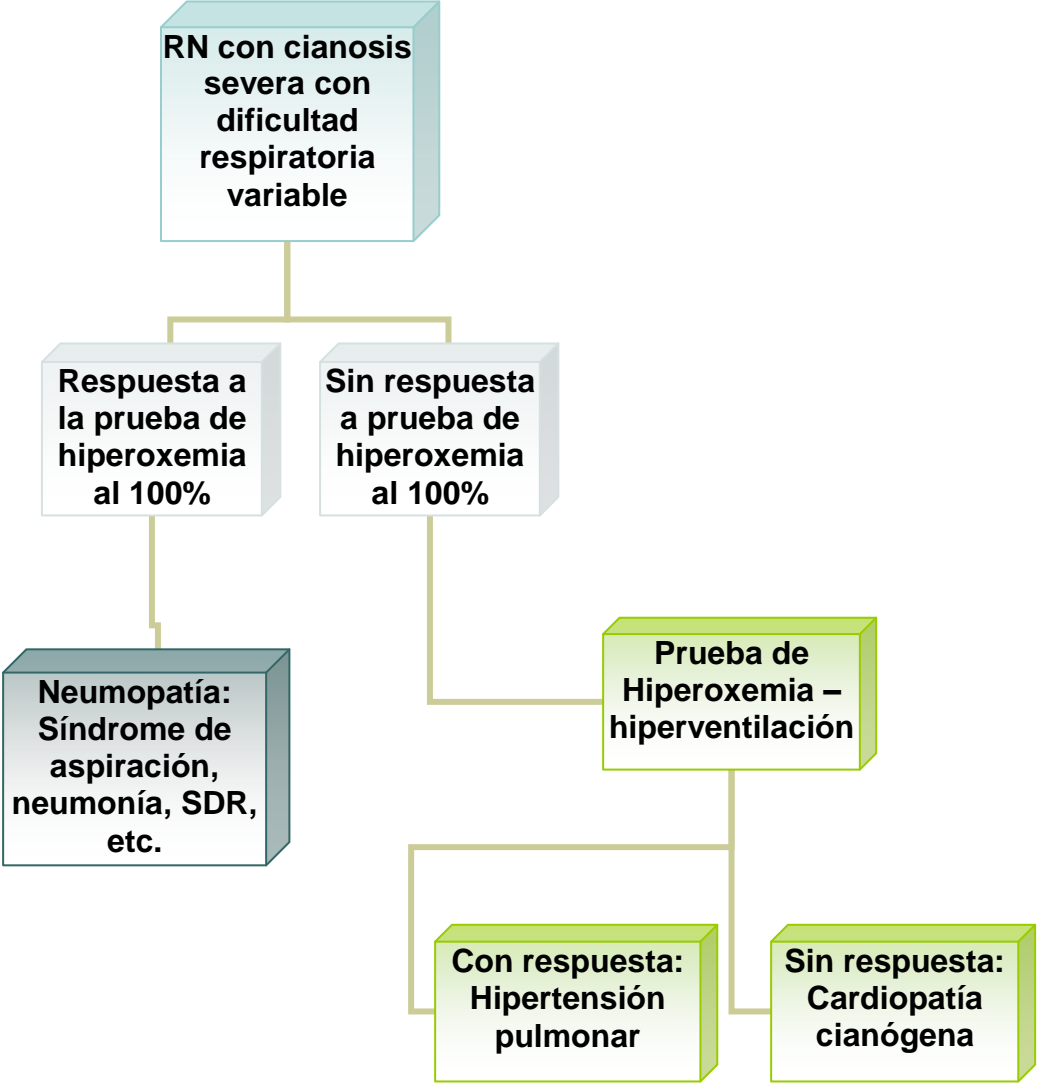 RN con cianosis
severa con
dificultad
respiratoria
variable
Respuesta a
la prueba de
hiperoxemia
al 100%
Sin respuesta
a prueba de
hiperoxemia
al 100%
Neumopatía:
Síndrome de
aspiración,
neumonía, SDR,
etc.
Prueba de
Hiperoxemia –
hiperventilación
Con respuesta:
Hipertensión
pulmonar
Sin respuesta:
Cardiopatía
cianógena